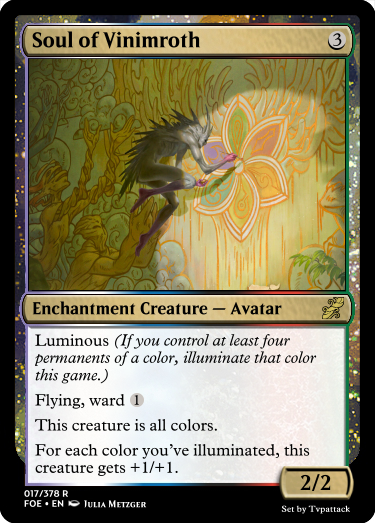 Soul of Vinimroth 3
Enchantment Creature — Avatar
Luminous (If you control at least four
permanents of a color, illuminate that color
this game.)
Flying, ward 1
This creature is all colors.
For each color you've illuminated, this
creature gets +1/+1.
2/2
017/378 R
FOE • EN Julia Metzger
Set by Tvpattack